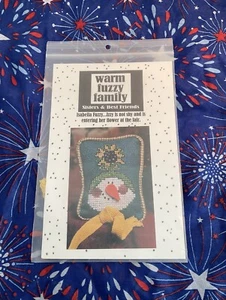 warm
fuzzy
family
Sisters & Best Friends
Isabella Fuzzy...Izzy is not shy and is
entering her flower at the fair.